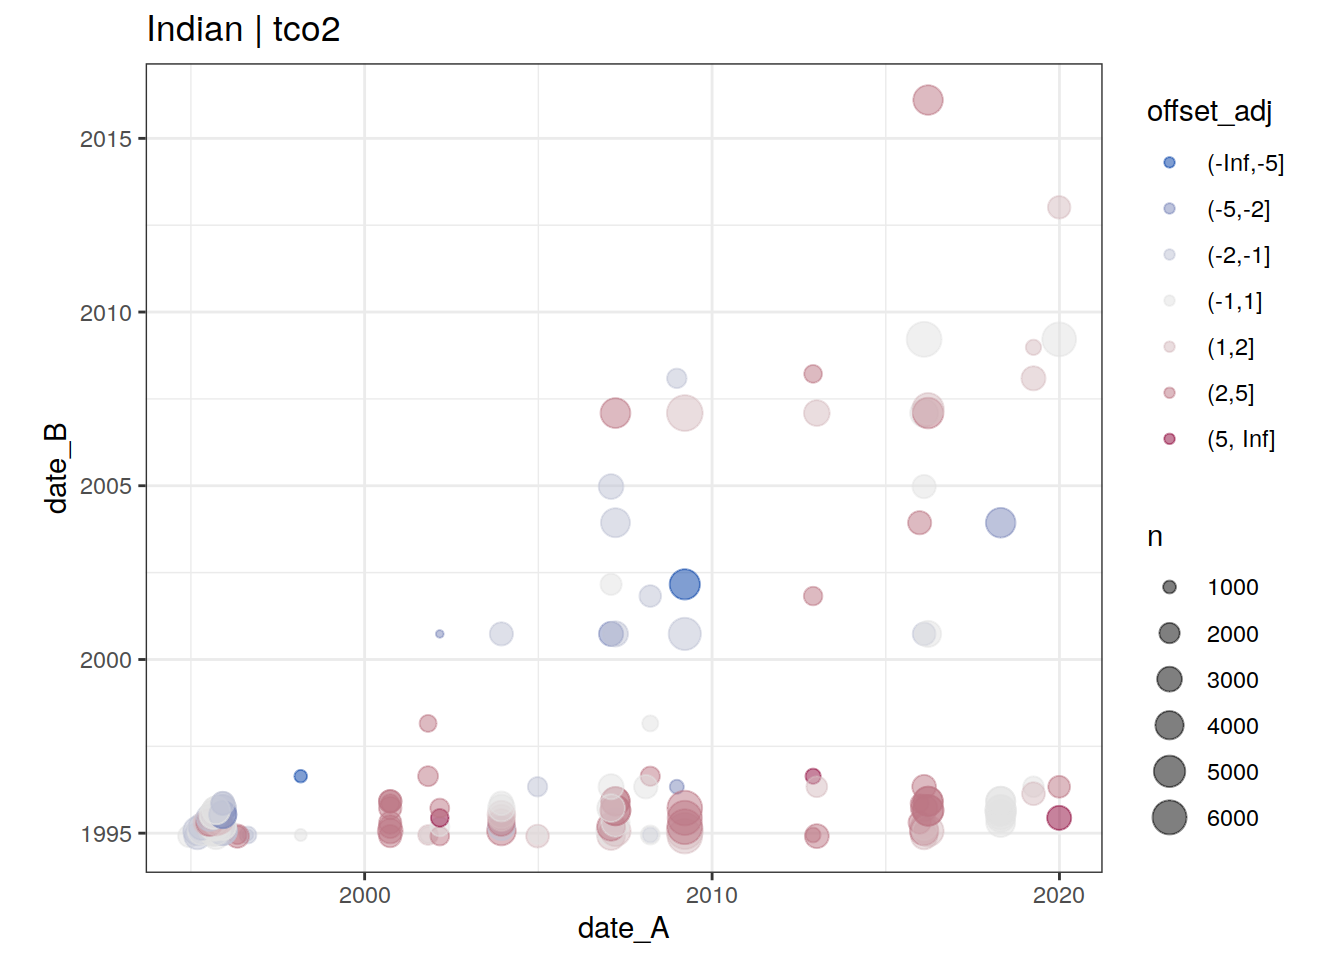 Indian | tco2
date_B
2015
2010
2005
2000
1995
2000
2010
2020
date_A
offset_adj
(-Inf,-5]
(-5,-2]
(-2,-1]
(-1,1]
(1,2]
(2,5]
(5, Inf]
n
1000
2000
3000
4000
5000
6000